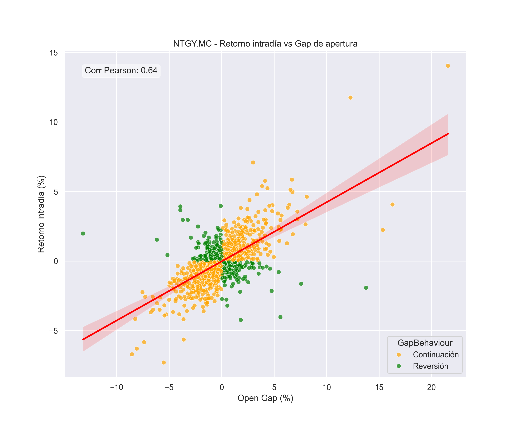 NTGY.MC - Retorno intradía vs Gap de apertura
Corr Pearson: 0.64
Retorno intradía (%)
15
10
5
0
5
−10
−5
0
5
10
15
20
Open Gap (%)
GapBehaviour
Continuación
Reversión